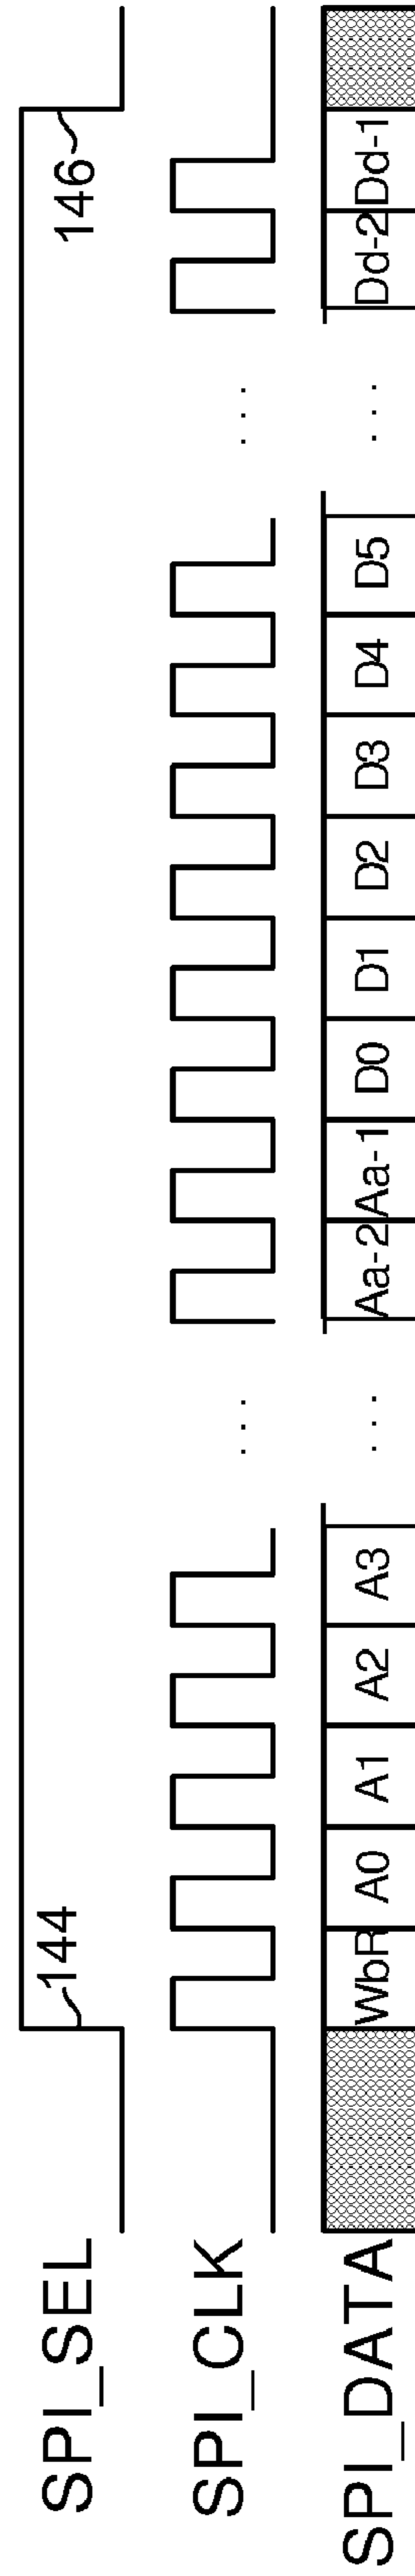 SPI_SEL 144 146
SPI_CLK . . . . . .
SPI_DATA WbR A0 A1 A2 A3 . . . Aa-2 Aa-1 D0 D1 D2 D3 D4 D5 . . . Dd-2 Dd-1